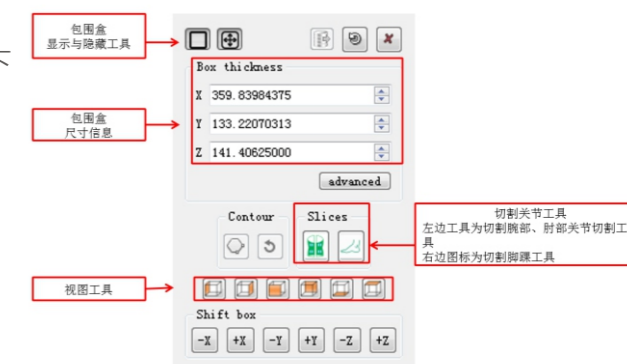 包围盒
显示与隐藏工具
Box thickness
X 359.83984375
包围盒
尺寸信息
Y 133.22070313
Z 141.40625000
advanced
Contour
Slices
切割关节工具
左边工具为切割腕部、肘部关节切割工
具
右边图标为切割脚踝工具
视图工具
Shift box
-X +X -Y +Y -Z +Z